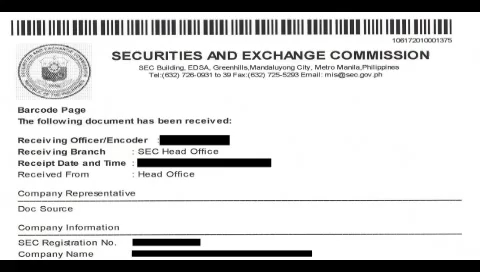 106172010001375
SECURITIES AND EXCHANGE COMMISSION
SEC Building, EDSA, Greenhills,Mandaluyong City, Metro Manila,Philippines
Tel:(632) 726-0931 to 39 Fax:(632) 725-5293 Email: mis@sec.gov.ph
Barcode Page
The following document has been received:
Receiving Officer/Encoder :
Receiving Branch : SEC Head Office
Receipt Date and Time :
Received From : Head Office
Company Representative
Doc Source
Company Information
SEC Registration No.
Company Name